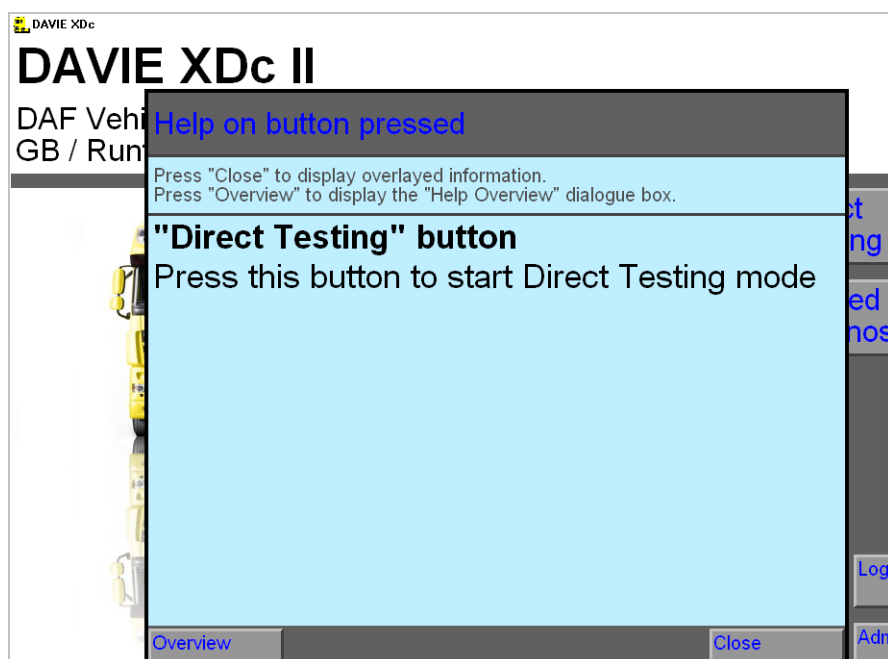 DAVIE XDc
DAVIE XDc II
DAF Vehi
GB / Run
Help on button pressed
Press "Close" to display overlayed information.
Press "Overview" to display the "Help Overview" dialogue box.
"Direct Testing" button
Press this button to start Direct Testing mode
ct
ng
ed
nos
Log
Overview
Close
Adm